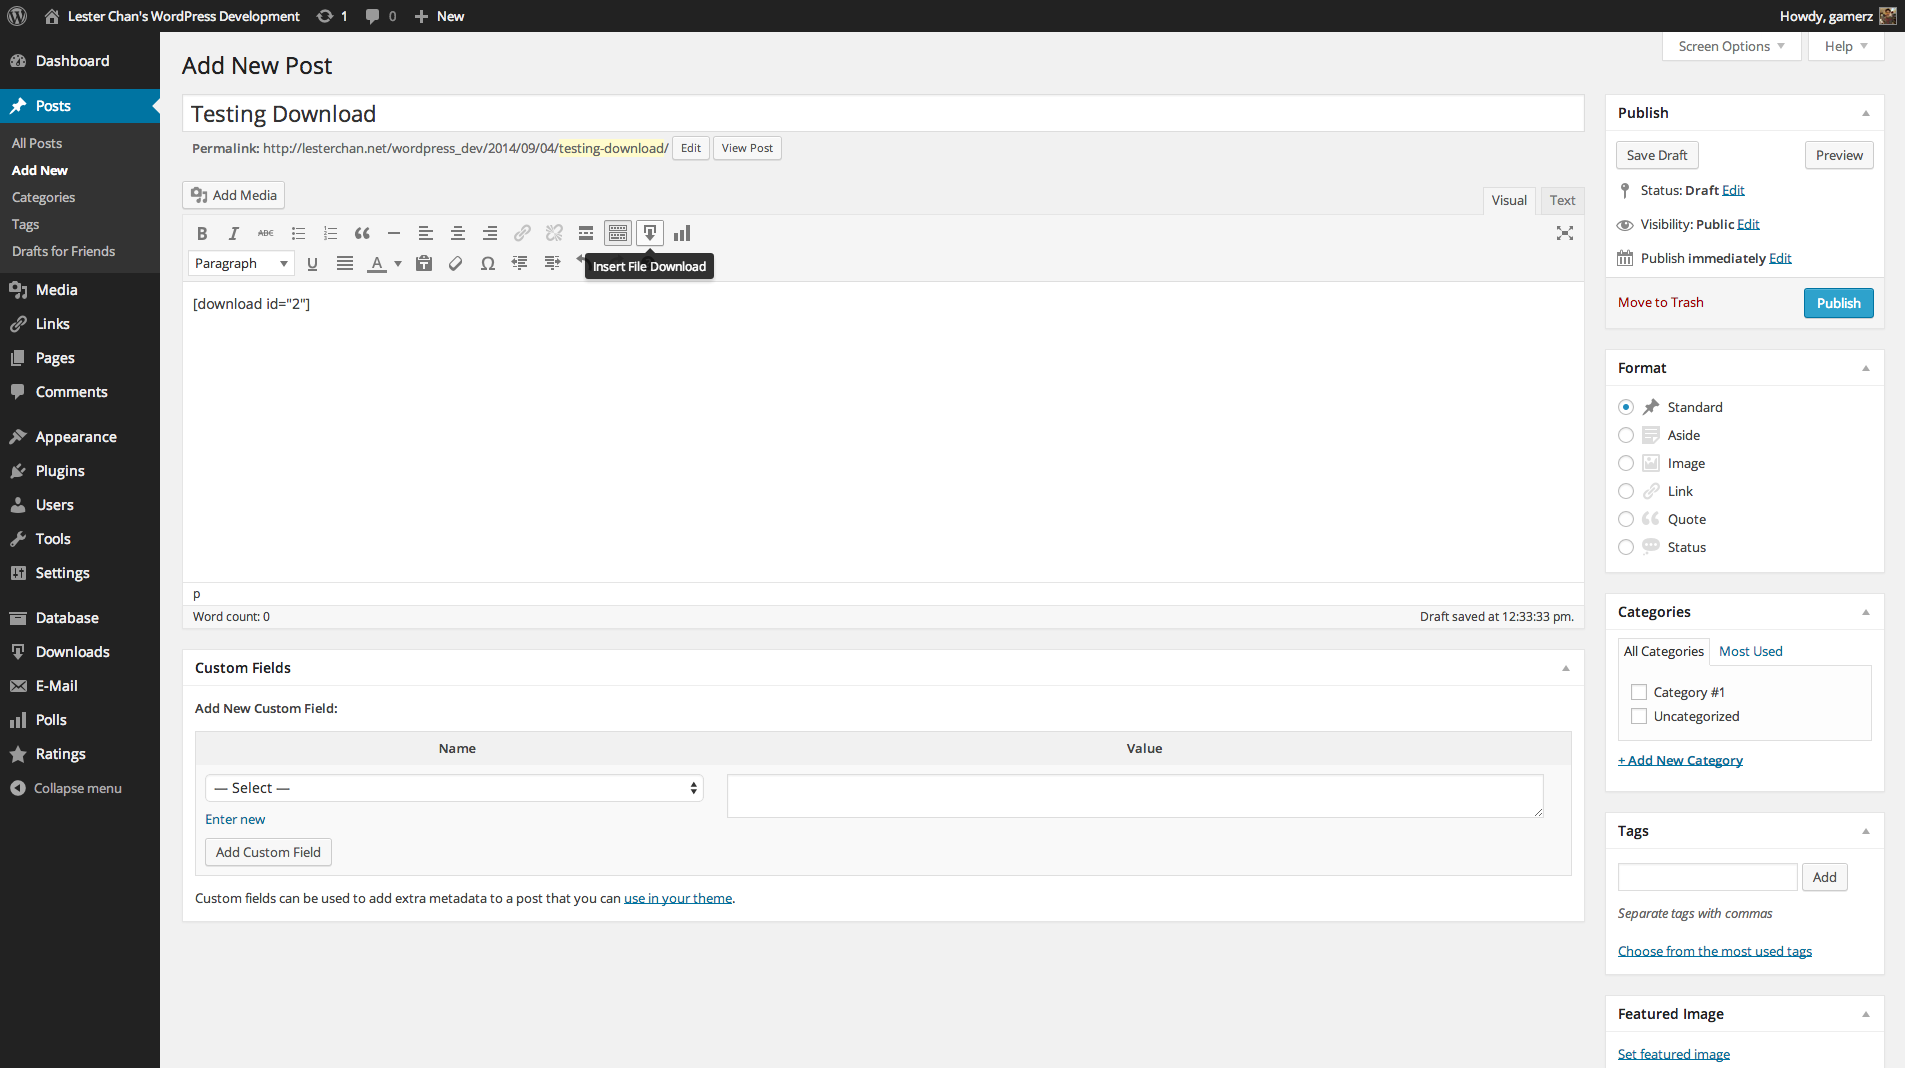 Lester Chan's WordPress Development 1 0 New Howdy, gamerz
Screen Options Help
Dashboard
Posts
All Posts
Add New
Categories
Tags
Drafts for Friends
Media
Links
Pages
Comments
Appearance
Plugins
Users
Tools
Settings
Database
Downloads
E-Mail
Polls
Ratings
Collapse menu
Add New Post
Testing Download
Permalink: http://lesterchan.net/wordpress_dev/2014/09/04/testing-download/ Edit View Post
Add Media
Visual Text
B I ABC
Paragraph U A Ω
Insert File Download
[download id="2"]
p
Word count: 0 Draft saved at 12:33:33 pm.
Custom Fields
Add New Custom Field:
Name Value
— Select —
Enter new
Add Custom Field
Custom fields can be used to add extra metadata to a post that you can use in your theme.
Publish
Save Draft Preview
Status: Draft Edit
Visibility: Public Edit
Publish immediately Edit
Move to Trash Publish
Format
Standard
Aside
Image
Link
Quote
Status
Categories
All Categories Most Used
Category #1
Uncategorized
+ Add New Category
Tags
Add
Separate tags with commas
Choose from the most used tags
Featured Image
Set featured image